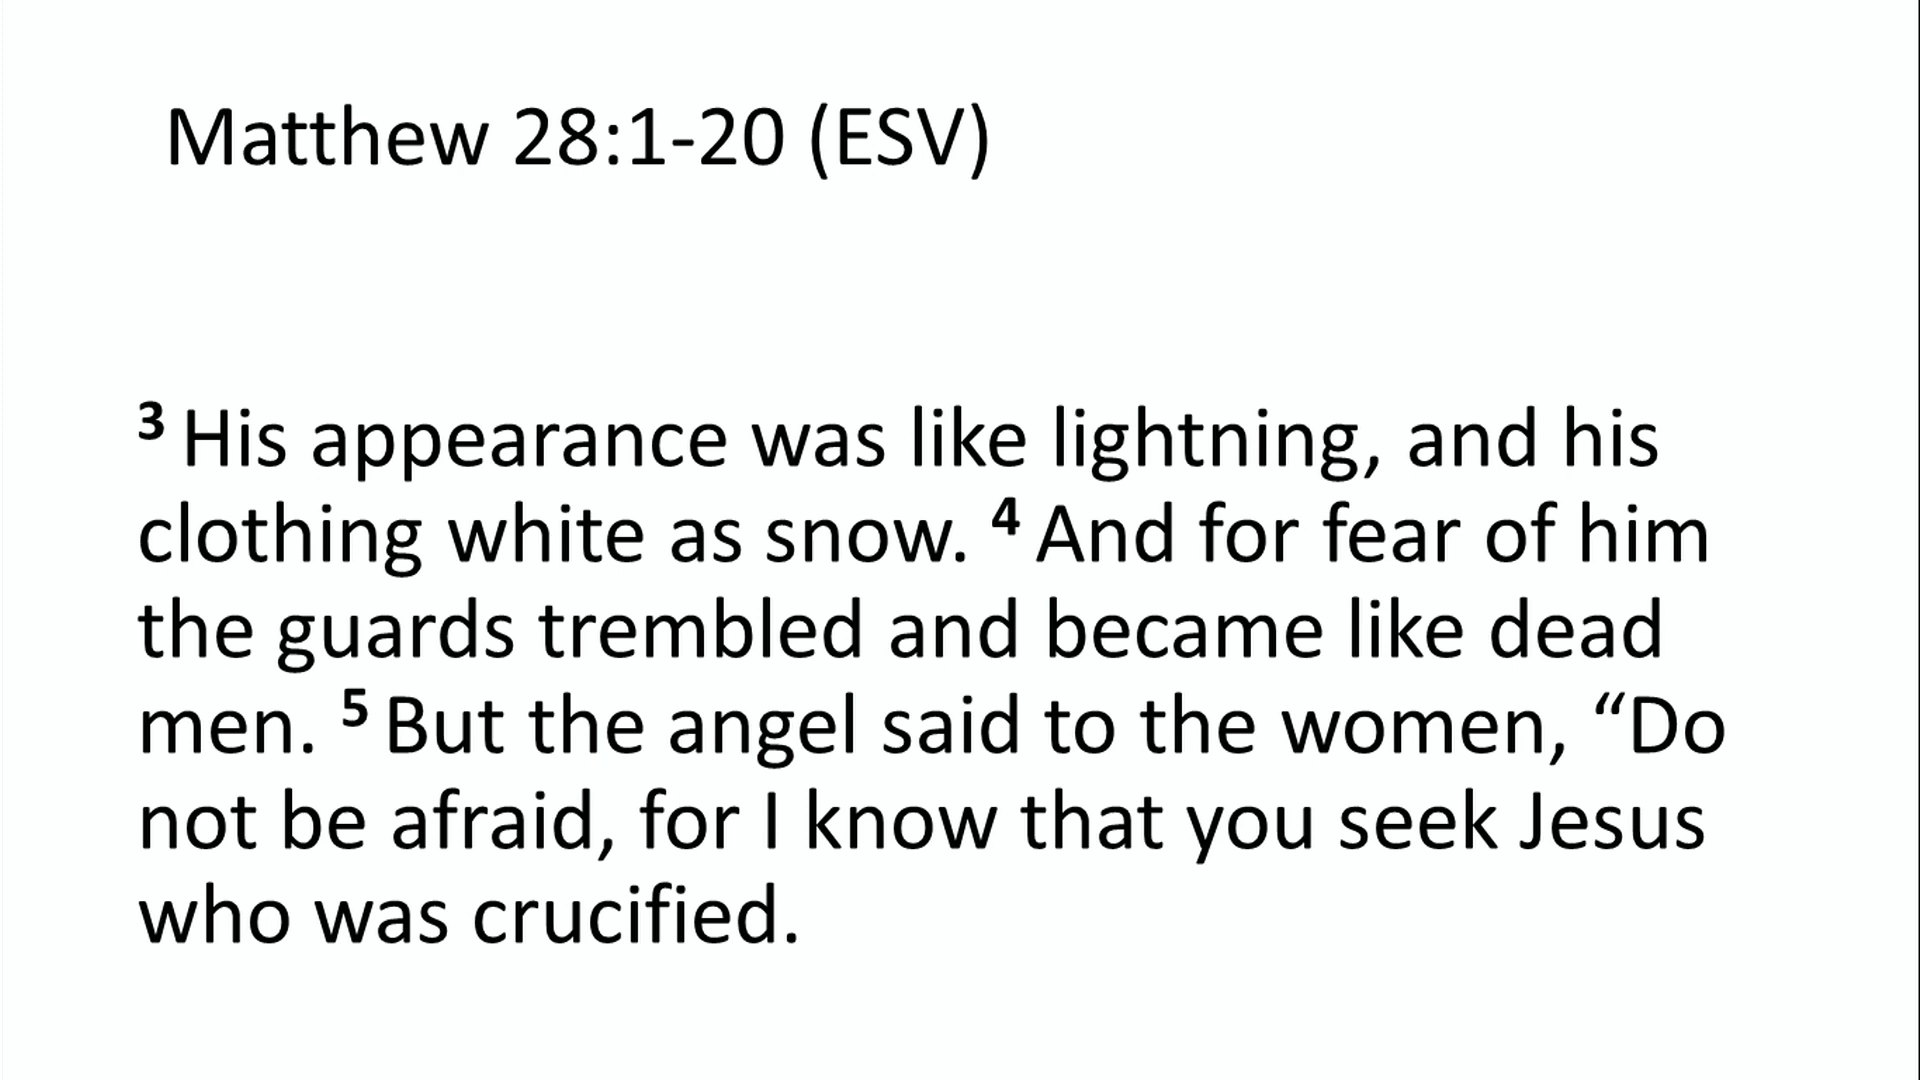 Matthew 28:1-20 (ESV)
3 His appearance was like lightning, and his
clothing white as snow. 4 And for fear of him
the guards trembled and became like dead
men. 5 But the angel said to the women, “Do
not be afraid, for I know that you seek Jesus
who was crucified.